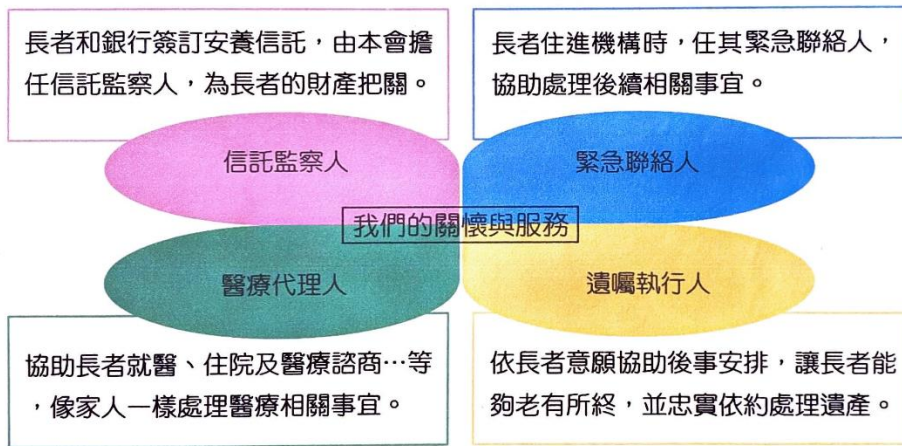 長者和銀行簽訂安養信託，由本會擔
任信託監察人，為長者的財產把關。
長者住進機構時，任其緊急聯絡人，
協助處理後續相關事宜。
信託監察人
緊急聯絡人
我們的關懷與服務
醫療代理人
遺囑執行人
協助長者就醫、住院及醫療諮商…等
，像家人一樣處理醫療相關事宜。
依長者意願協助後事安排，讓長者能
夠老有所終，並忠實依約處理遺產。